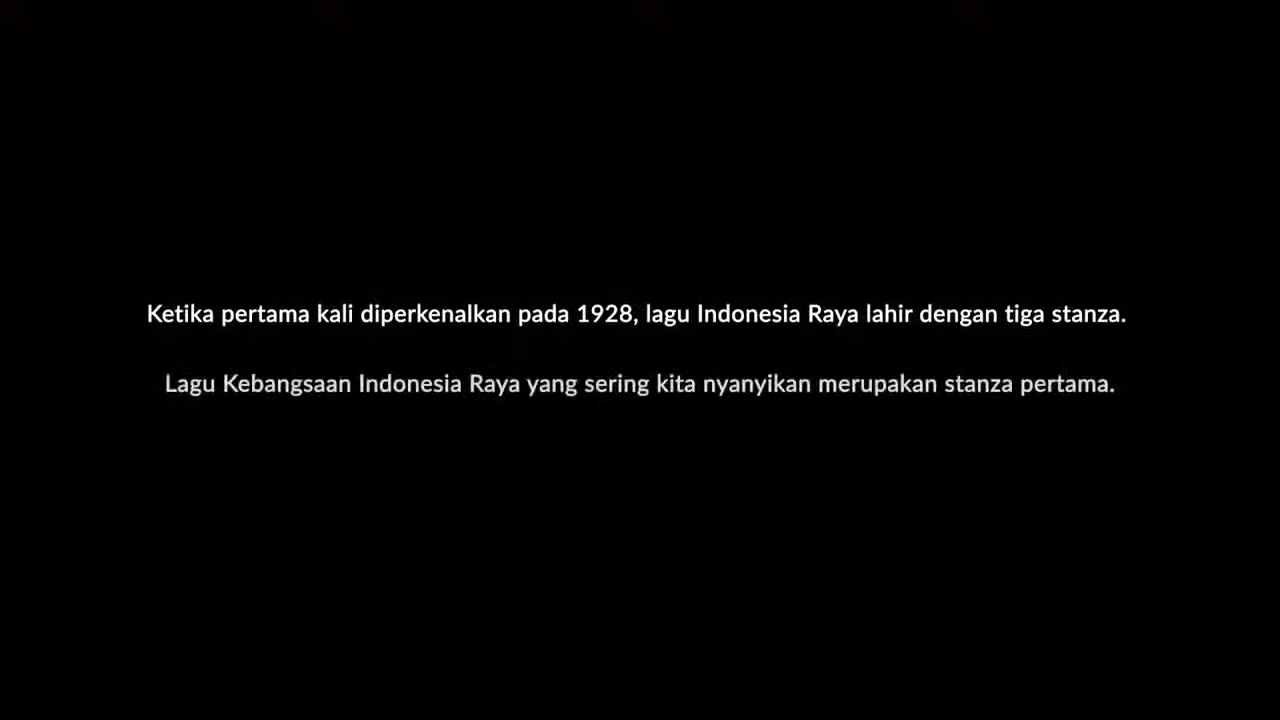 Ketika pertama kali diperkenalkan pada 1928, lagu Indonesia Raya lahir dengan tiga stanza.
Lagu Kebangsaan Indonesia Raya yang sering kita nyanyikan merupakan stanza pertama.